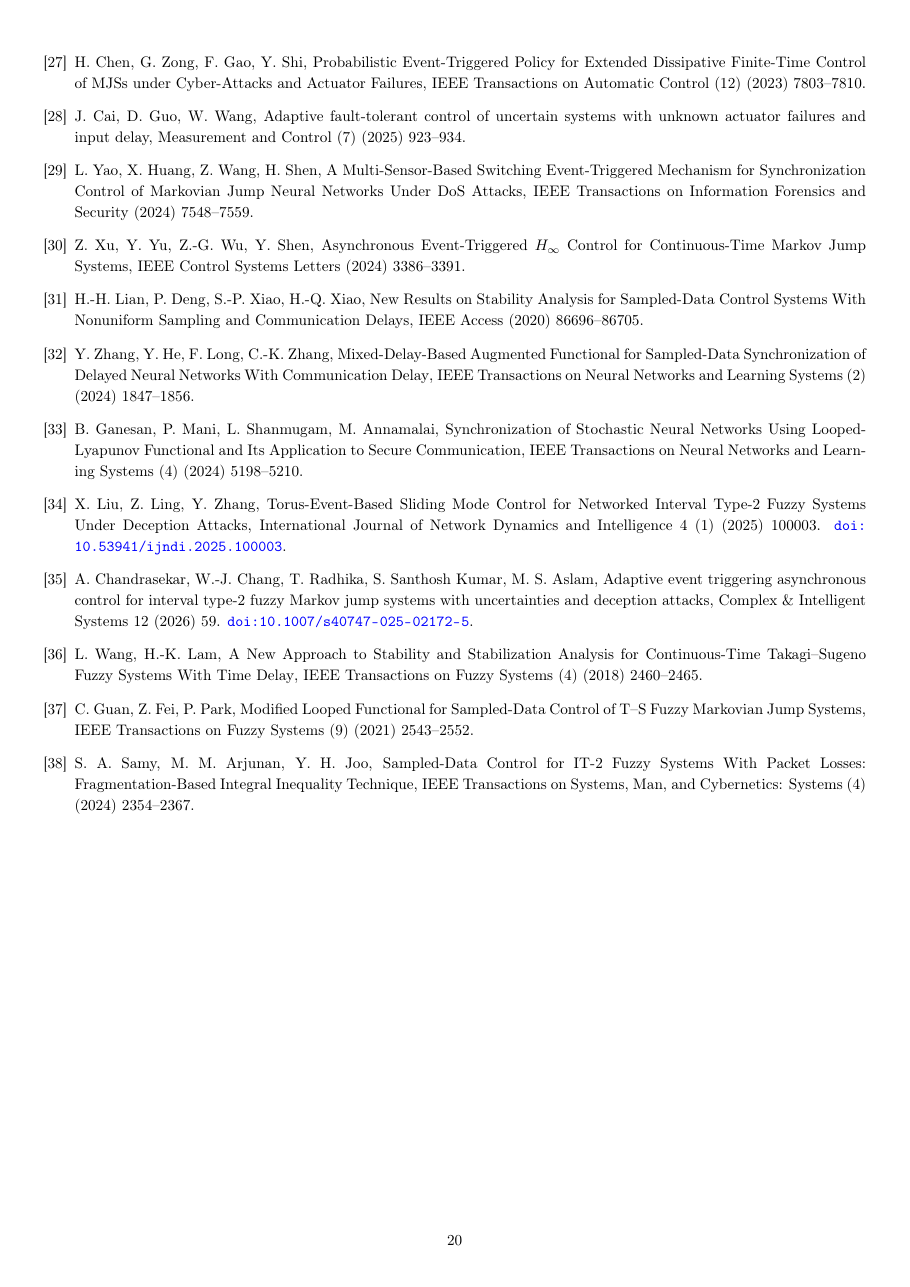 [27] H. Chen, G. Zong, F. Gao, Y. Shi, Probabilistic Event-Triggered Policy for Extended Dissipative Finite-Time Control
of MJSs under Cyber-Attacks and Actuator Failures, IEEE Transactions on Automatic Control (12) (2023) 7803–7810.
[28] J. Cai, D. Guo, W. Wang, Adaptive fault-tolerant control of uncertain systems with unknown actuator failures and
input delay, Measurement and Control (7) (2025) 923–934.
[29] L. Yao, X. Huang, Z. Wang, H. Shen, A Multi-Sensor-Based Switching Event-Triggered Mechanism for Synchronization
Control of Markovian Jump Neural Networks Under DoS Attacks, IEEE Transactions on Information Forensics and
Security (2024) 7548–7559.
[30] Z. Xu, Y. Yu, Z.-G. Wu, Y. Shen, Asynchronous Event-Triggered H∞ Control for Continuous-Time Markov Jump
Systems, IEEE Control Systems Letters (2024) 3386–3391.
[31] H.-H. Lian, P. Deng, S.-P. Xiao, H.-Q. Xiao, New Results on Stability Analysis for Sampled-Data Control Systems With
Nonuniform Sampling and Communication Delays, IEEE Access (2020) 86696–86705.
[32] Y. Zhang, Y. He, F. Long, C.-K. Zhang, Mixed-Delay-Based Augmented Functional for Sampled-Data Synchronization of
Delayed Neural Networks With Communication Delay, IEEE Transactions on Neural Networks and Learning Systems (2)
(2024) 1847–1856.
[33] B. Ganesan, P. Mani, L. Shanmugam, M. Annamalai, Synchronization of Stochastic Neural Networks Using Looped-
Lyapunov Functional and Its Application to Secure Communication, IEEE Transactions on Neural Networks and Learn-
ing Systems (4) (2024) 5198–5210.
[34] X. Liu, Z. Ling, Y. Zhang, Torus-Event-Based Sliding Mode Control for Networked Interval Type-2 Fuzzy Systems
Under Deception Attacks, International Journal of Network Dynamics and Intelligence 4 (1) (2025) 100003. doi:
10.53941/ijndi.2025.100003.
[35] A. Chandrasekar, W.-J. Chang, T. Radhika, S. Santhosh Kumar, M. S. Aslam, Adaptive event triggering asynchronous
control for interval type-2 fuzzy Markov jump systems with uncertainties and deception attacks, Complex & Intelligent
Systems 12 (2026) 59. doi:10.1007/s40747-025-02172-5.
[36] L. Wang, H.-K. Lam, A New Approach to Stability and Stabilization Analysis for Continuous-Time Takagi–Sugeno
Fuzzy Systems With Time Delay, IEEE Transactions on Fuzzy Systems (4) (2018) 2460–2465.
[37] C. Guan, Z. Fei, P. Park, Modified Looped Functional for Sampled-Data Control of T–S Fuzzy Markovian Jump Systems,
IEEE Transactions on Fuzzy Systems (9) (2021) 2543–2552.
[38] S. A. Samy, M. M. Arjunan, Y. H. Joo, Sampled-Data Control for IT-2 Fuzzy Systems With Packet Losses:
Fragmentation-Based Integral Inequality Technique, IEEE Transactions on Systems, Man, and Cybernetics: Systems (4)
(2024) 2354–2367.
20